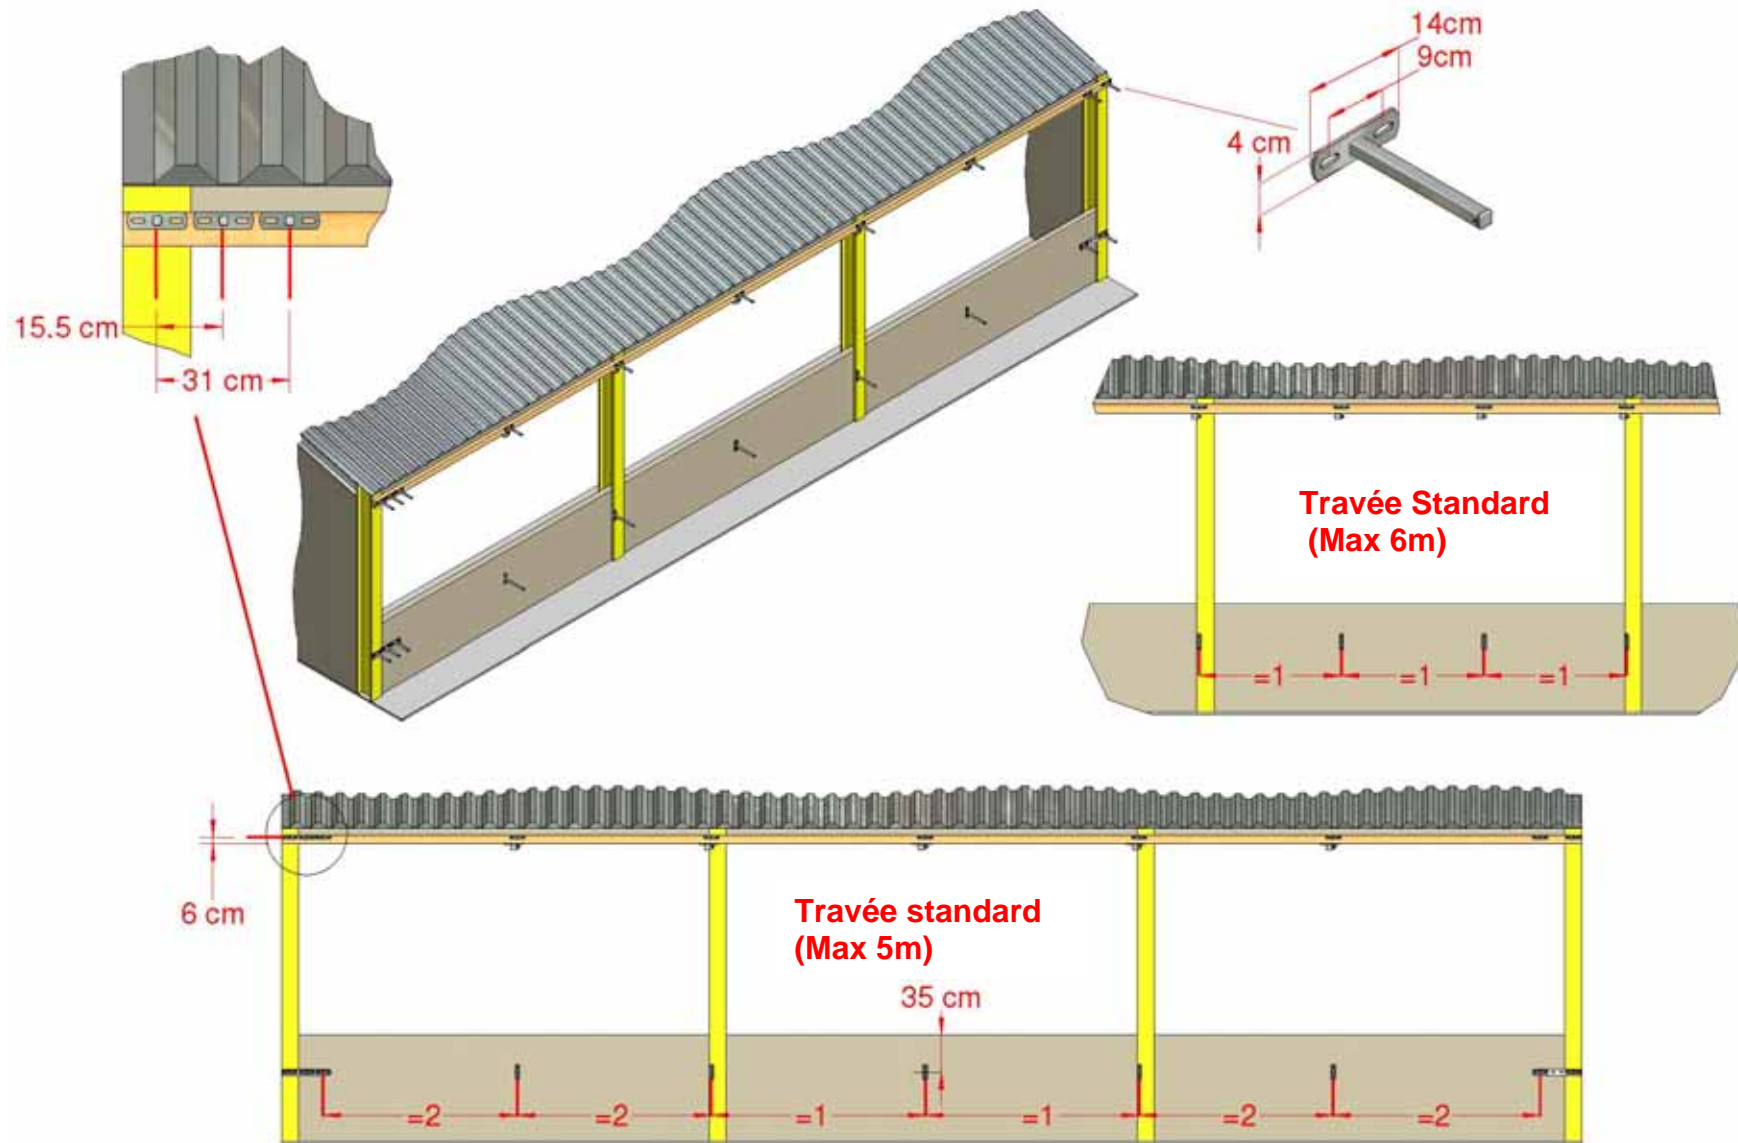 14cm
9cm
4 cm
15.5 cm
31 cm
Travée Standard
(Max 6m)
=1
=1
=1
6 cm
Travée standard
(Max 5m)
35 cm
=2
=2
=1
=1
=2
=2